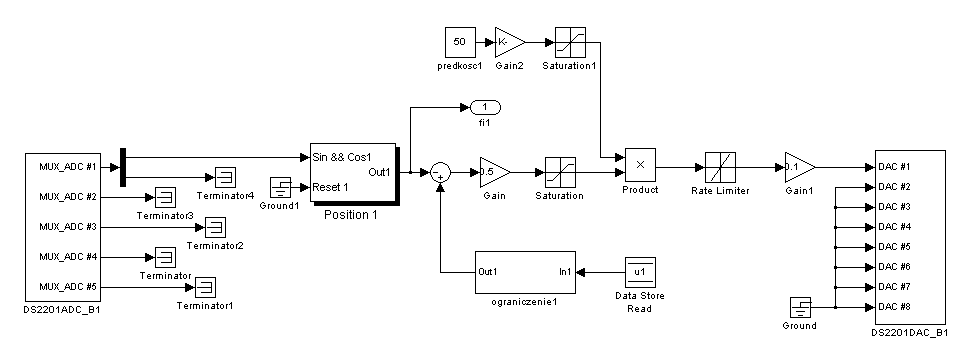 50
predkosc1
K-
Gain2
Saturation1
1
fi1
MUX_ADC #1
MUX_ADC #2
MUX_ADC #3
MUX_ADC #4
MUX_ADC #5
DS2201ADC_B1
Terminator4
Terminator3
Terminator2
Terminator
Terminator1
Ground1
Sin && Cos1
Reset 1
Out1
Position 1
-
+
0.5
Gain
Saturation
×
Product
Rate Limiter
0.1
Gain1
Out1
In1
ograniczenie1
u1
Data Store
Read
Ground
DAC #1
DAC #2
DAC #3
DAC #4
DAC #5
DAC #6
DAC #7
DAC #8
DS2201DAC_B1